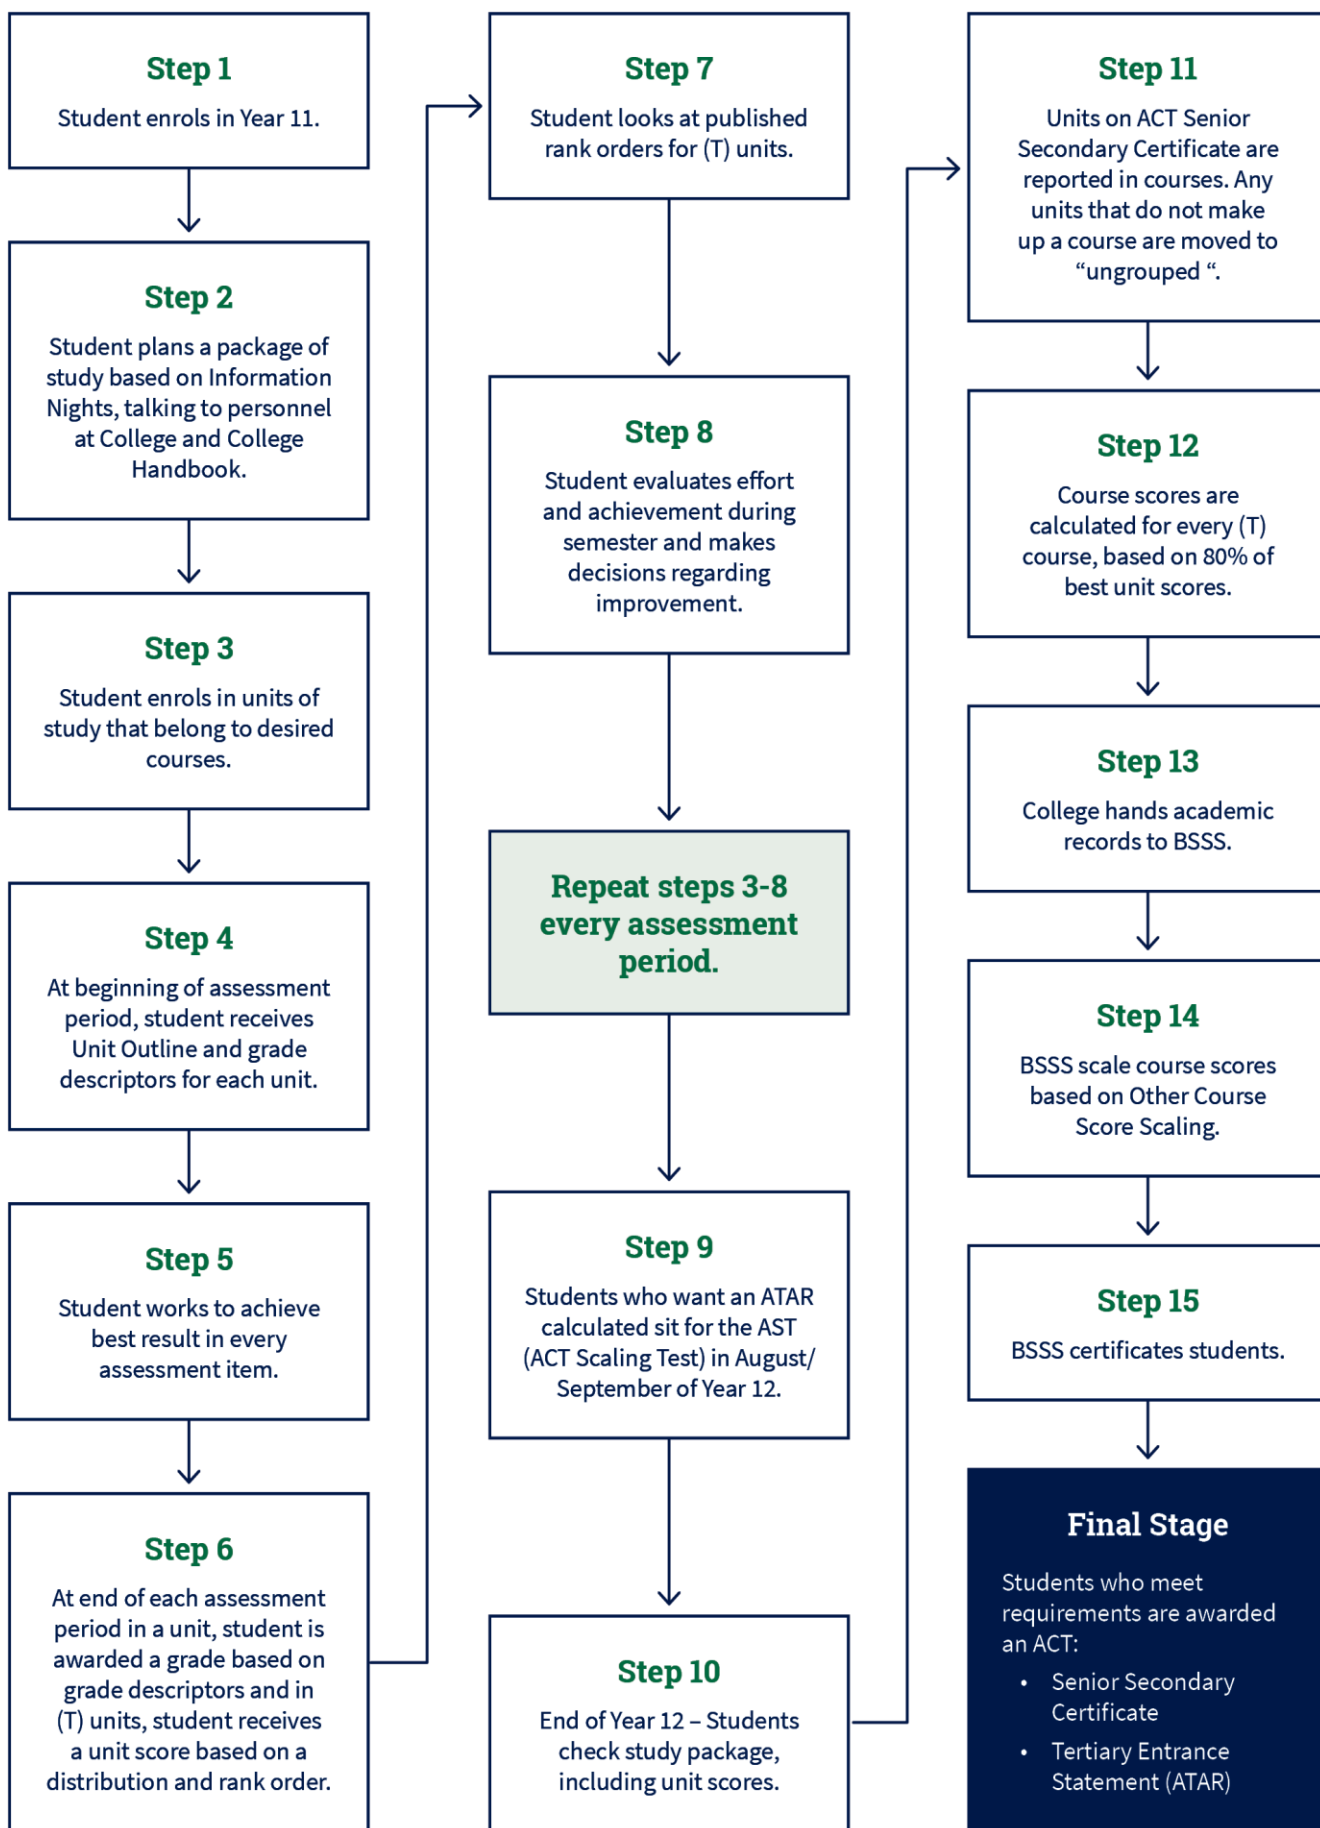 Step 1
Student enrols in Year 11.
Step 2
Student plans a package of
study based on Information
Nights, talking to personnel
at College and College
Handbook.
Step 3
Student enrols in units of
study that belong to desired
courses.
Step 4
At beginning of assessment
period, student receives
Unit Outline and grade
descriptors for each unit.
Step 5
Student works to achieve
best result in every
assessment item.
Step 6
At end of each assessment
period in a unit, student is
awarded a grade based on
grade descriptors and in
(T) units, student receives
a unit score based on a
distribution and rank order.
Step 7
Student looks at published
rank orders for (T) units.
Step 8
Student evaluates effort
and achievement during
semester and makes
decisions regarding
improvement.
Repeat steps 3-8
every assessment
period.
Step 9
Students who want an ATAR
calculated sit for the AST
(ACT Scaling Test) in August/
September of Year 12.
Step 10
End of Year 12 – Students
check study package,
including unit scores.
Step 11
Units on ACT Senior
Secondary Certificate are
reported in courses. Any
units that do not make
up a course are moved to
“ungrouped “.
Step 12
Course scores are
calculated for every (T)
course, based on 80% of
best unit scores.
Step 13
College hands academic
records to BSSS.
Step 14
BSSS scale course scores
based on Other Course
Score Scaling.
Step 15
BSSS certificates students.
Final Stage
Students who meet
requirements are awarded
an ACT:
• Senior Secondary
Certificate
• Tertiary Entrance
Statement (ATAR)